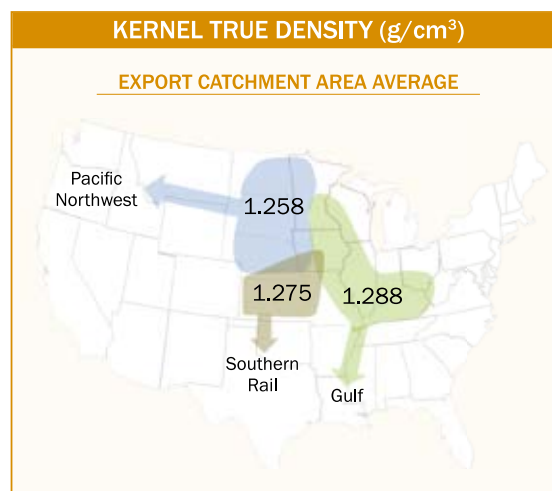 KERNEL TRUE DENSITY (g/cm³)
EXPORT CATCHMENT AREA AVERAGE
Pacific
Northwest
1.258
1.275
1.288
Southern
Rail
Gulf